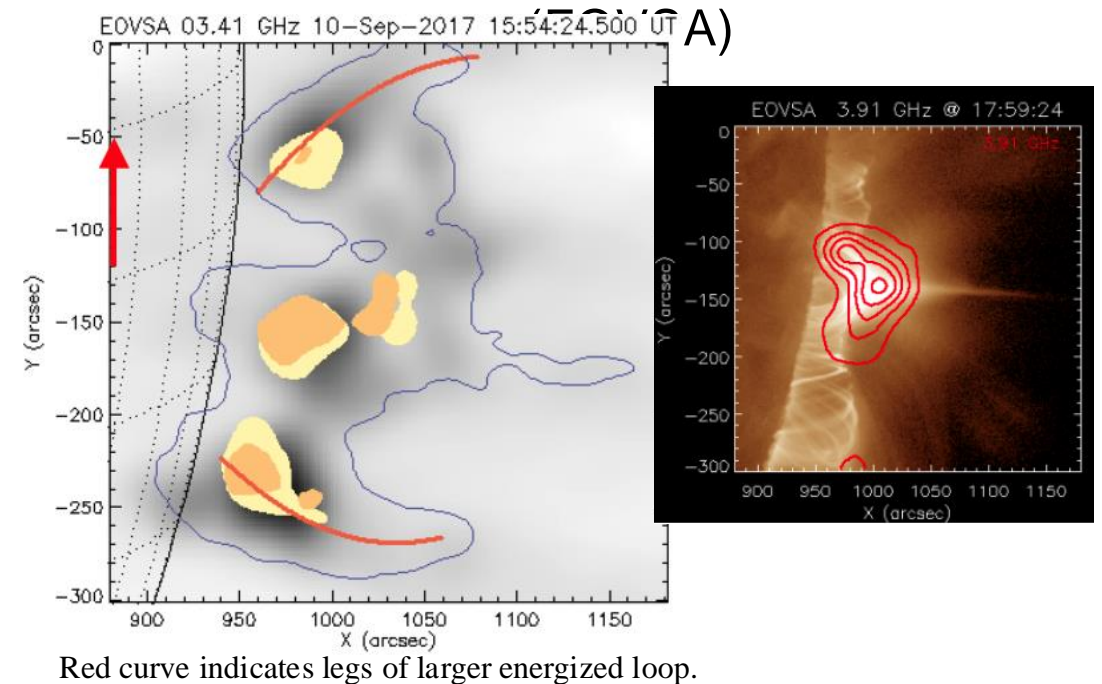 (EOVSA)
EOVSA 03.41 GHz 10-Sep-2017 15:54:24.500 UT
0
-50
-100
-150
-200
-250
-300
Y (arcsec)
900 950 1000 1050 1100 1150
X (arcsec)
EOVSA 3.91 GHz @ 17:59:24
3.91 GHz
0
-50
-100
-150
-200
-250
-300
Y (arcsec)
900 950 1000 1050 1100 1150
X (arcsec)
Red curve indicates legs of larger energized loop.